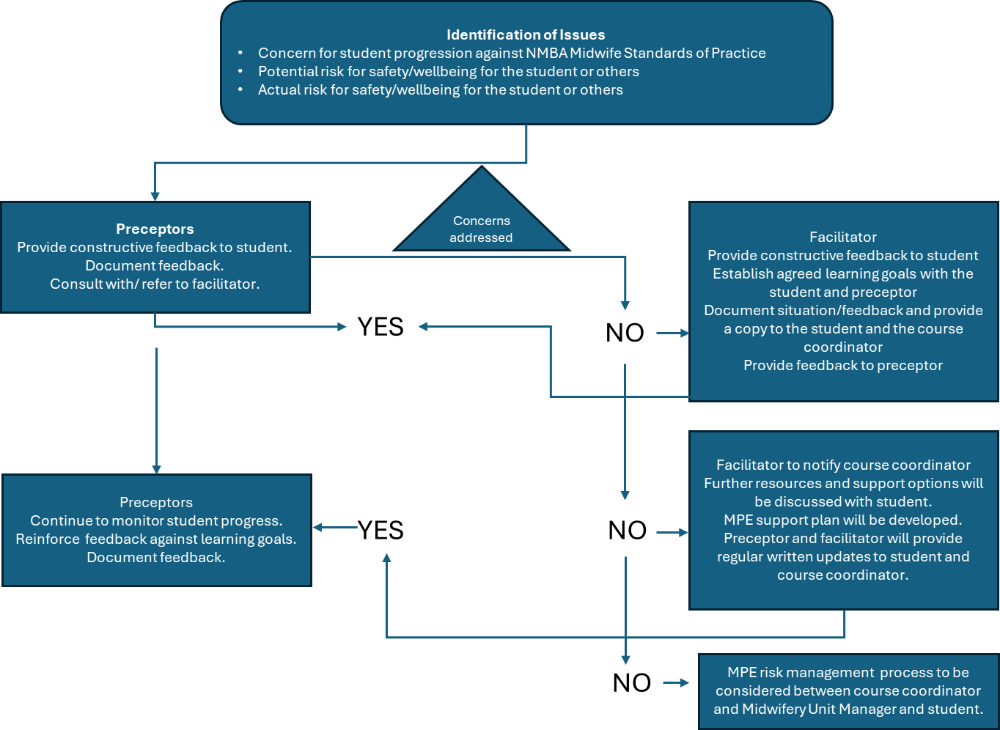 Identification of Issues
• Concern for student progression against NMBA Midwife Standards of Practice
• Potential risk for safety/wellbeing for the student or others
• Actual risk for safety/wellbeing for the student or others
Concerns
addressed
Preceptors
Provide constructive feedback to student.
Document feedback.
Consult with/ refer to facilitator.
Facilitator
Provide constructive feedback to student
Establish agreed learning goals with the
student and preceptor
Document situation/feedback and provide
a copy to the student and the course
coordinator
Provide feedback to preceptor
YES
NO
Facilitator to notify course coordinator
Further resources and support options will
be discussed with student.
MPE support plan will be developed.
Preceptor and facilitator will provide
regular written updates to student and
course coordinator.
Preceptors
Continue to monitor student progress.
Reinforce  feedback against learning goals.
Document feedback.
YES
NO
NO
MPE risk management  process to be
considered between course coordinator
and Midwifery Unit Manager and student.